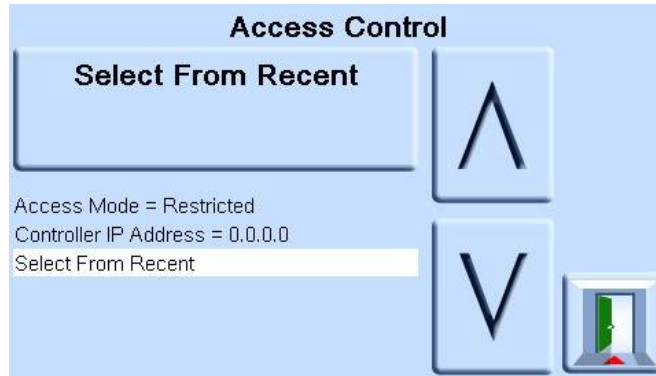 Access Control
Select From Recent
Access Mode = Restricted
Controller IP Address = 0.0.0.0
Select From Recent